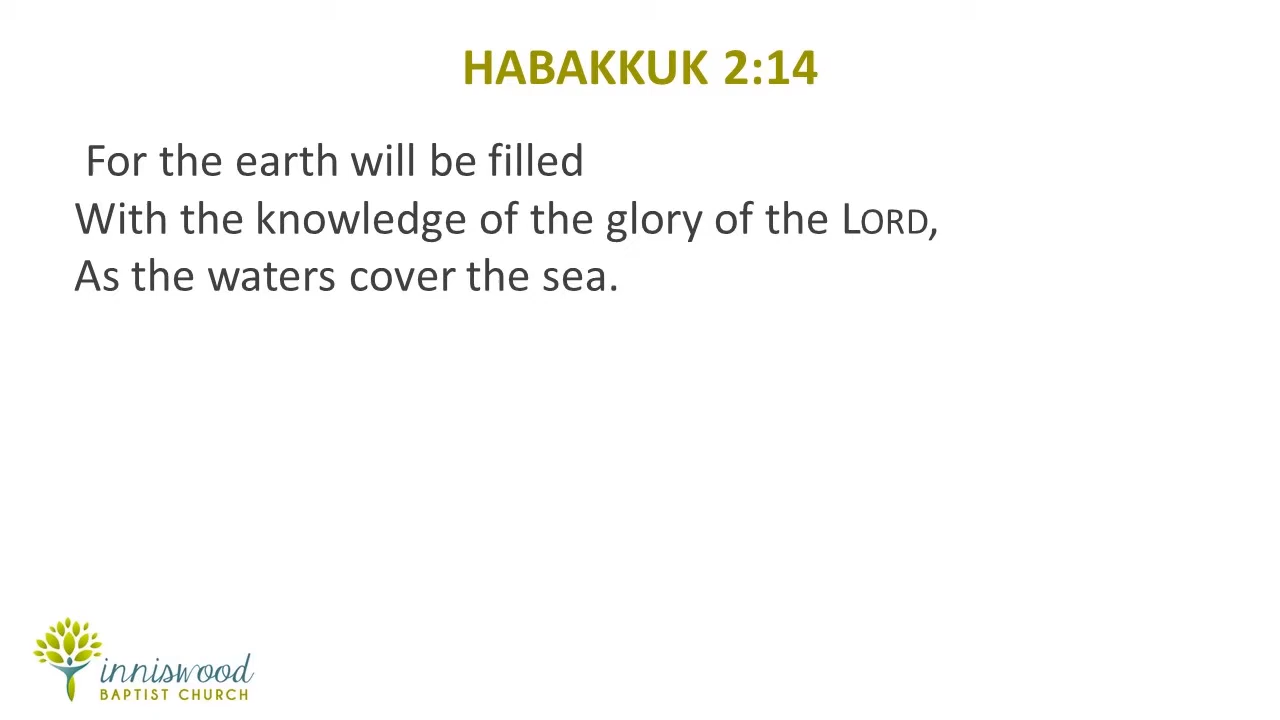 HABAKKUK 2:14
For the earth will be filled
With the knowledge of the glory of the LORD,
As the waters cover the sea.
inniswood
BAPTIST CHURCH